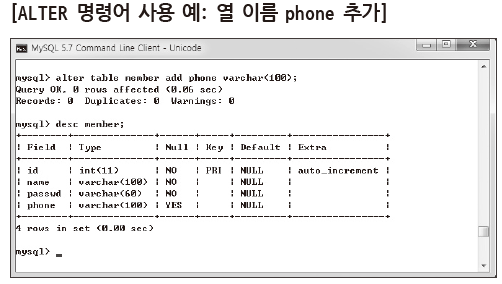 [ALTER 명령어 사용 예: 열 이름 phone 추가]
MySQL 5.7 Command Line Client - Unicode
mysql> alter table member add phone varchar(100);
Query OK, 0 rows affected (0.06 sec)
Records: 0  Duplicates: 0  Warnings: 0
mysql> desc member;
+--------+--------------+------+-----+---------+----------------+
| Field  | Type         | Null | Key | Default | Extra          |
+--------+--------------+------+-----+---------+----------------+
| id     | int(11)      | NO   | PRI | NULL    | auto_increment |
| name   | varchar(100) | NO   |     | NULL    |                |
| passwd | varchar(60)  | NO   |     | NULL    |                |
| phone  | varchar(100) | YES  |     | NULL    |                |
+--------+--------------+------+-----+---------+----------------+
4 rows in set (0.00 sec)
mysql> _